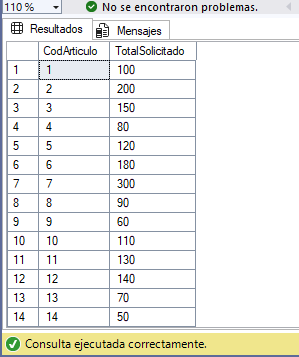 110 % No se encontraron problemas.
Resultados Mensajes
CodArticulo TotalSolicitado
1 1 100
2 2 200
3 3 150
4 4 80
5 5 120
6 6 180
7 7 300
8 8 90
9 9 60
10 10 110
11 11 130
12 12 140
13 13 70
14 14 50
Consulta ejecutada correctamente.